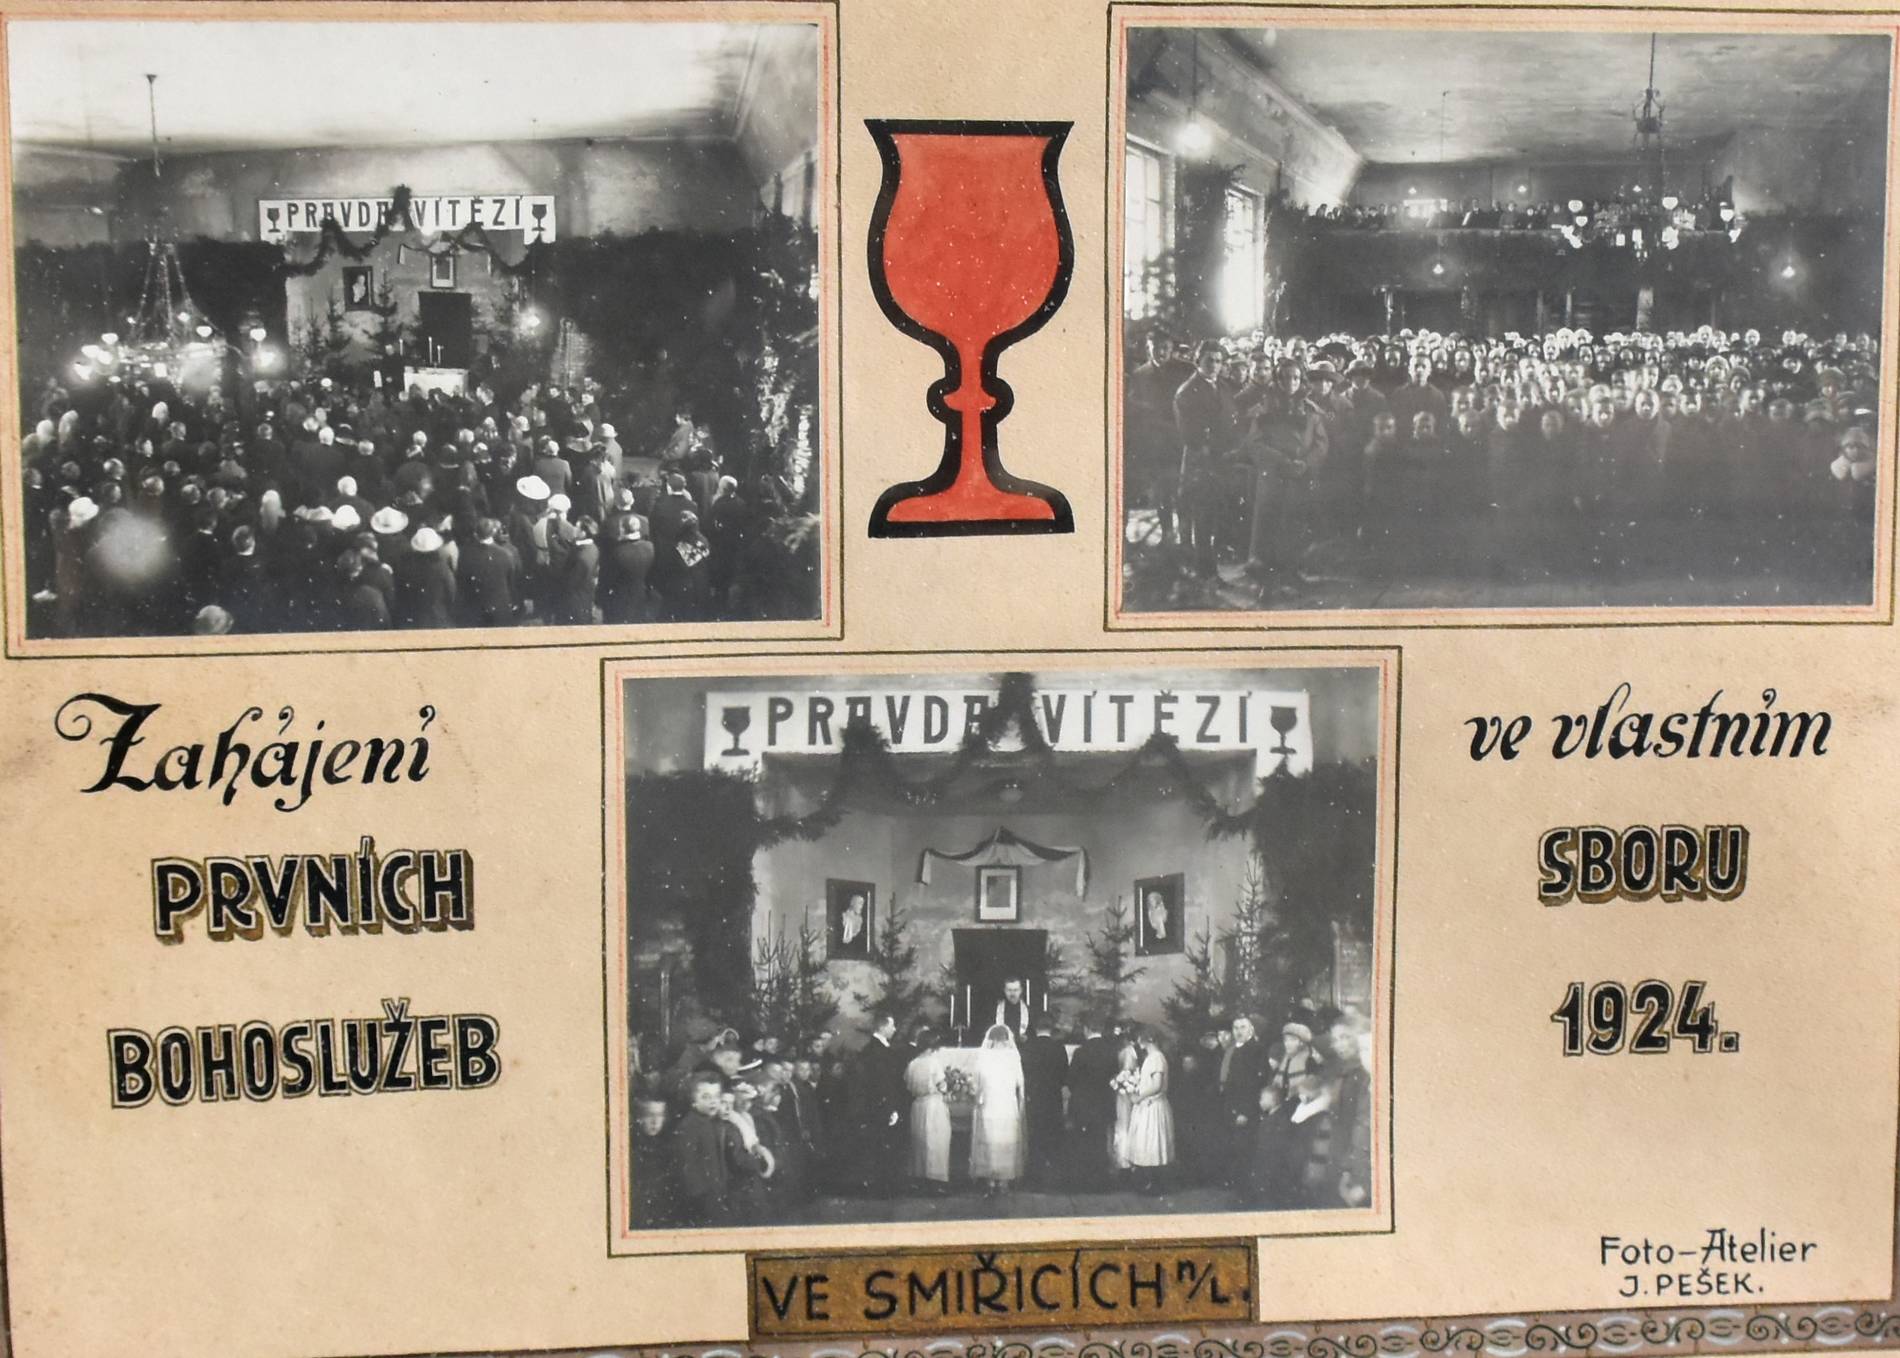 PRAVDA VÍTĚZÍ
Zahájení
PRVNÍCH
BOHOSLUŽEB
PRAVDA VÍTĚZÍ
ve vlastním
SBORU
1924.
VE SMIŘICÍCH n/L.
Foto-Atelier
J. PEŠEK.